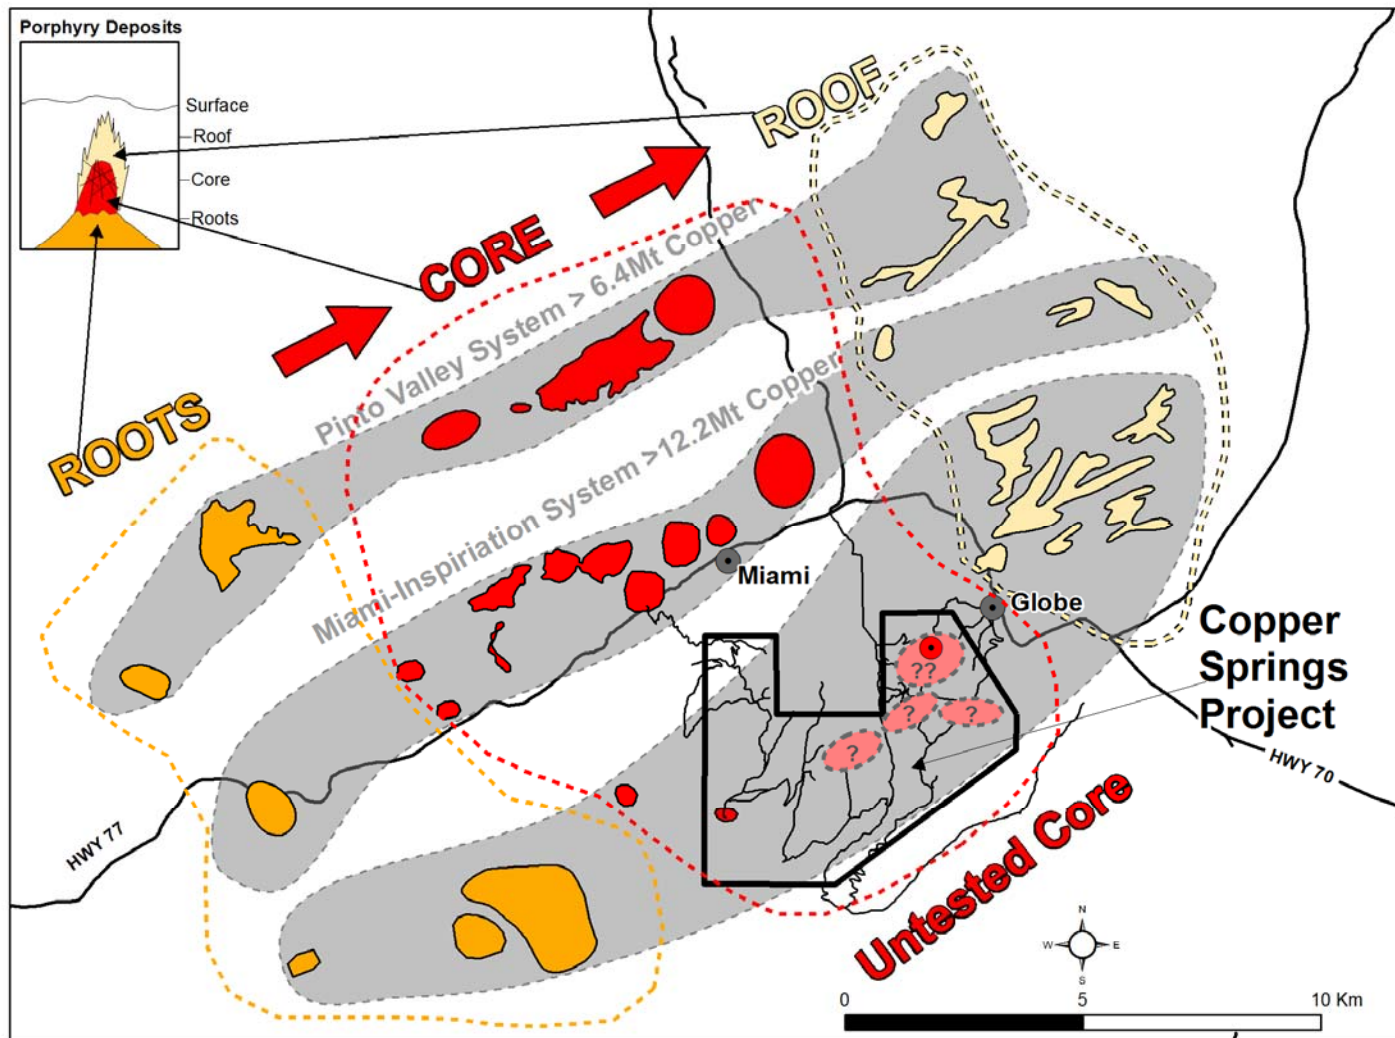 Porphyry Deposits
Surface
Roof
Core
Roots
ROOF
CORE
ROOTS
Pinto Valley System > 6.4Mt Copper
Miami-Inspiriation System >12.2Mt Copper
Miami
Globe
Copper
Springs
Project
??
?
?
?
HWY 70
HWY 77
Untested Core
N
W
E
S
0
5
10 Km